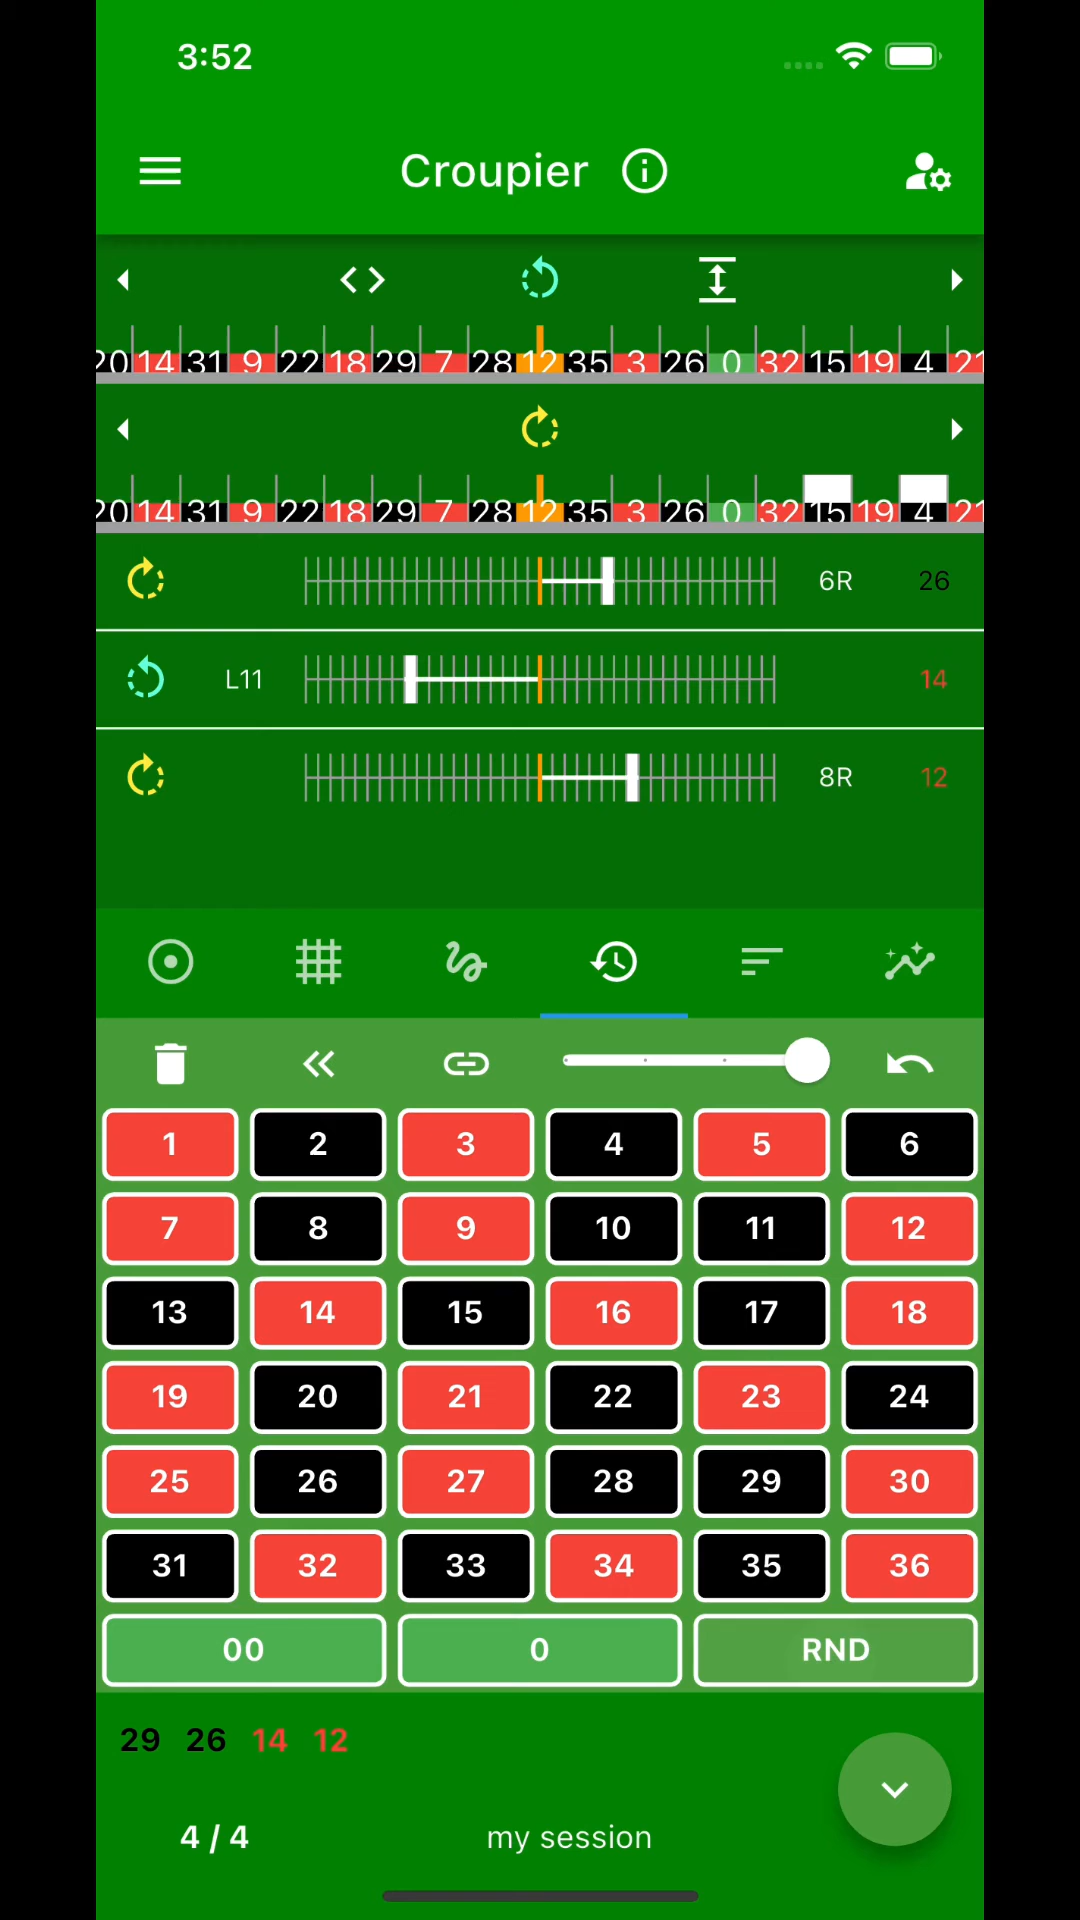 3:52
Croupier
20 14 31 9 22 18 29 7 28 12 35 3 26 0 32 15 19 4 21
20 14 31 9 22 18 29 7 28 12 35 3 26 0 32 15 19 4 21
6R 26
L11 14
8R 12
1 2 3 4 5 6
7 8 9 10 11 12
13 14 15 16 17 18
19 20 21 22 23 24
25 26 27 28 29 30
31 32 33 34 35 36
00 0 RND
29 26 14 12
4 / 4 my session